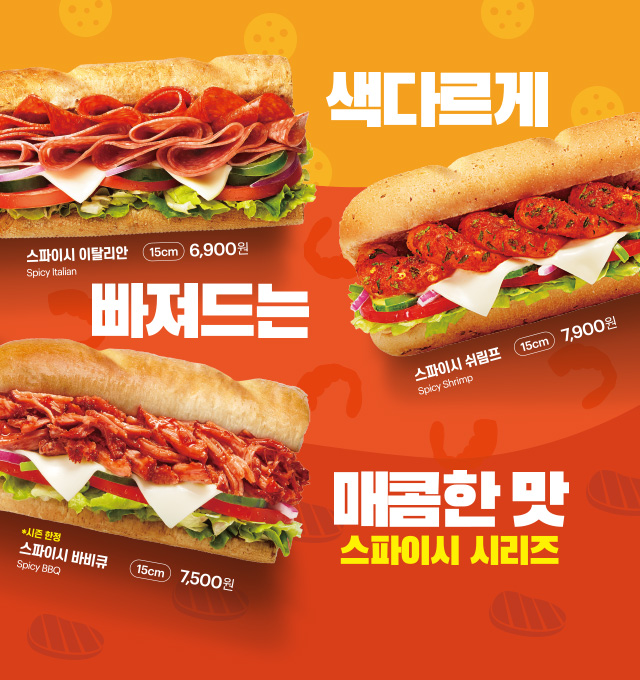 색다르게
스파이시 이탈리안 15cm 6,900원
Spicy Italian
빠져드는
스파이시 쉬림프 15cm 7,900원
Spicy Shrimp
매콤한 맛
스파이시 시리즈
*시즌 한정
스파이시 바비큐 15cm 7,500원
Spicy BBQ